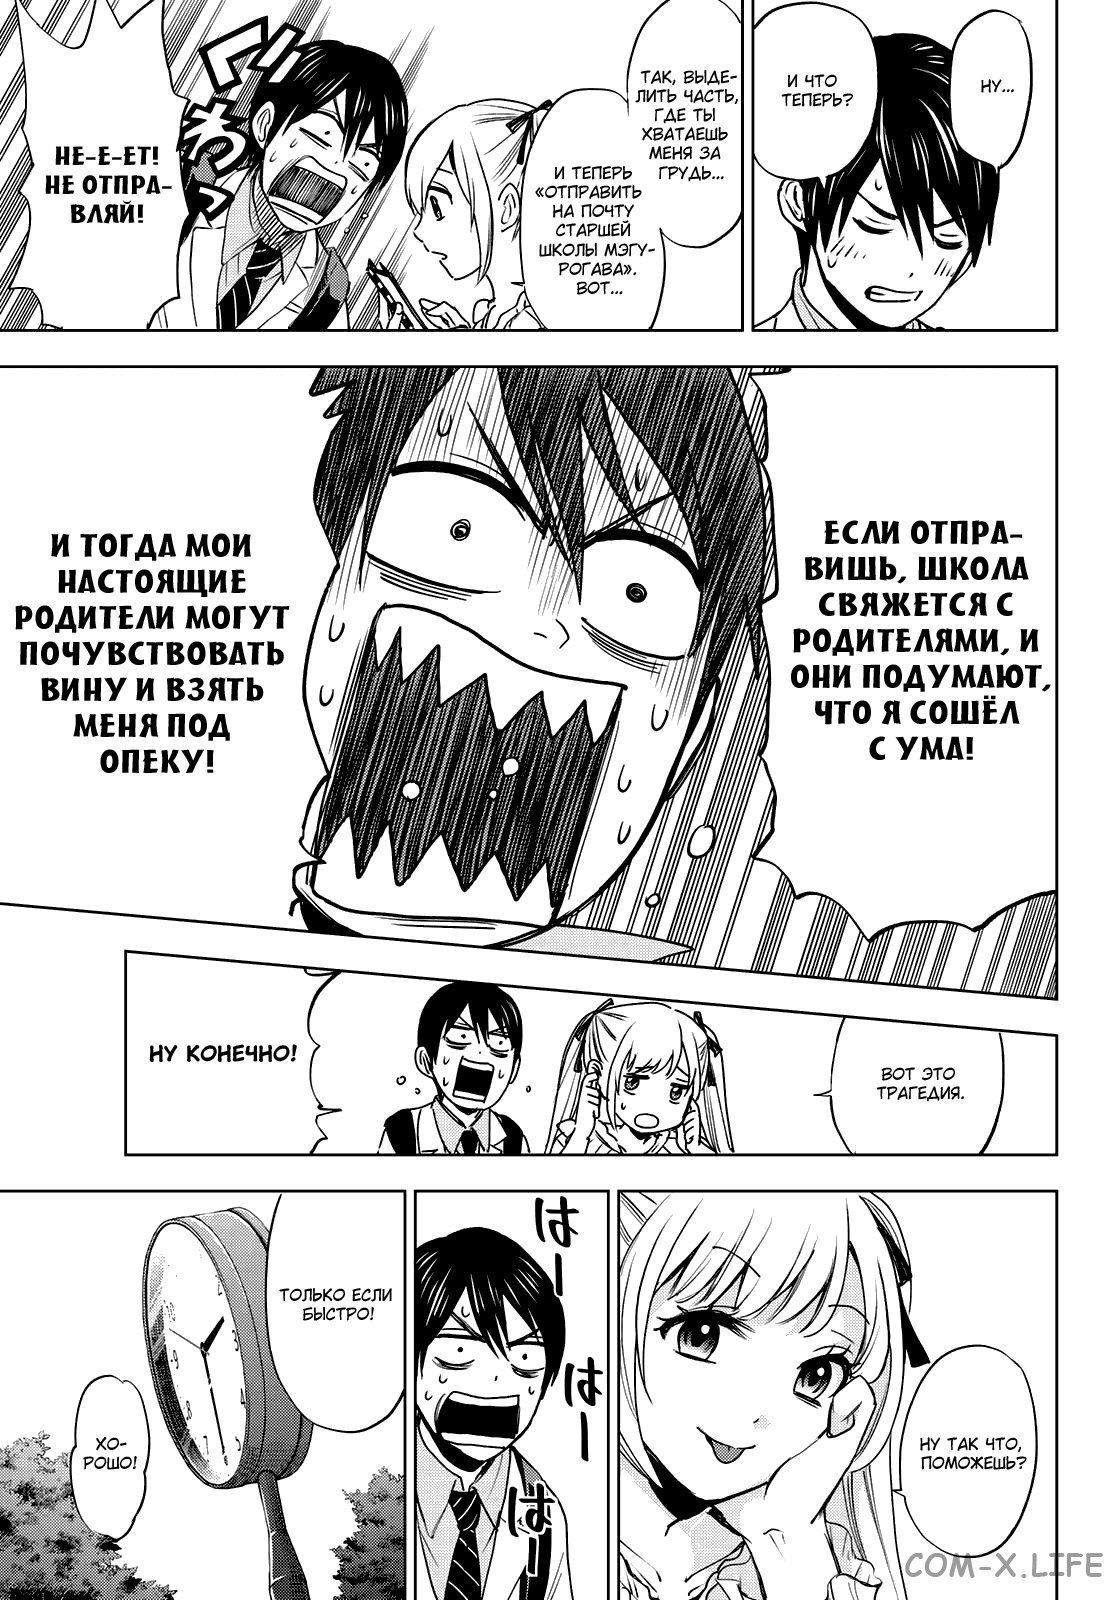 НУ...
И ЧТО
ТЕПЕРЬ?
ТАК, ВЫДЕ-
ЛИТЬ ЧАСТЬ,
ГДЕ ТЫ
ХВАТАЕШЬ
МЕНЯ ЗА
ГРУДЬ...
И ТЕПЕРЬ
«ОТПРАВИТЬ
НА ПОЧТУ
СТАРШЕЙ
ШКОЛЫ МЭГУ-
РОГАВА».
ВОТ...
ぐわっ
НЕ-Е-ЕТ!
НЕ ОТПРА-
ВЛЯЙ!
ЕСЛИ ОТПРА-
ВИШЬ, ШКОЛА
СВЯЖЕТСЯ С
РОДИТЕЛЯМИ, И
ОНИ ПОДУМАЮТ,
ЧТО Я СОШЁЛ
С УМА!
И ТОГДА МОИ
НАСТОЯЩИЕ
РОДИТЕЛИ МОГУТ
ПОЧУВСТВОВАТЬ
ВИНУ И ВЗЯТЬ
МЕНЯ ПОД
ОПЕКУ!
ВОТ ЭТО
ТРАГЕДИЯ.
НУ КОНЕЧНО!
НУ ТАК ЧТО,
ПОМОЖЕШЬ?
はー
はー
はー
ТОЛЬКО ЕСЛИ
БЫСТРО!
ХО-
РОШО!
COM-X.LIFE